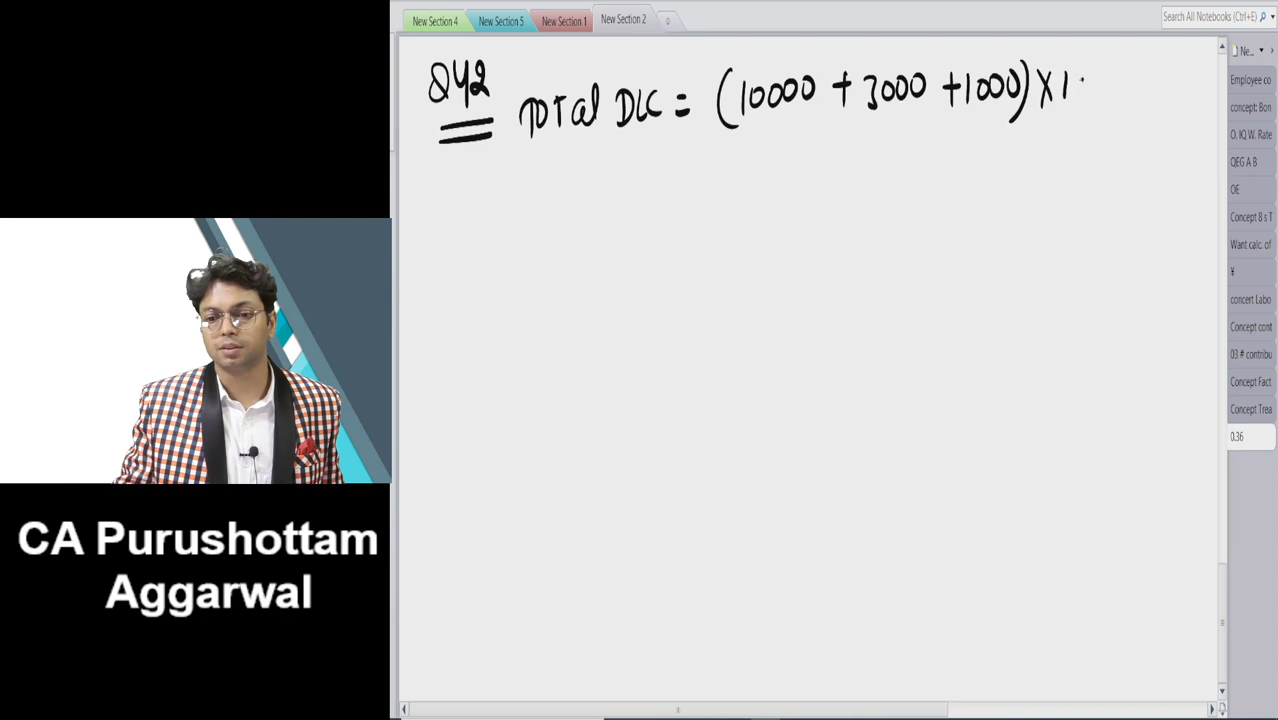 New Section 4
New Section 5
New Section 1
New Section 2
Search All Notebooks (Ctrl+E)
Ne...
Q42
Total DLC = (10000 + 3000 + 1000) X 1
Employee co
concept: Bon
O. IQ W. Rate
QEG A B
OE
Concept 8 s T
Want calc. of
¥
concert Labo
Concept cont
03 # contribu
Concept Fact
Concept Trea
0.36
CA Purushottam
Aggarwal